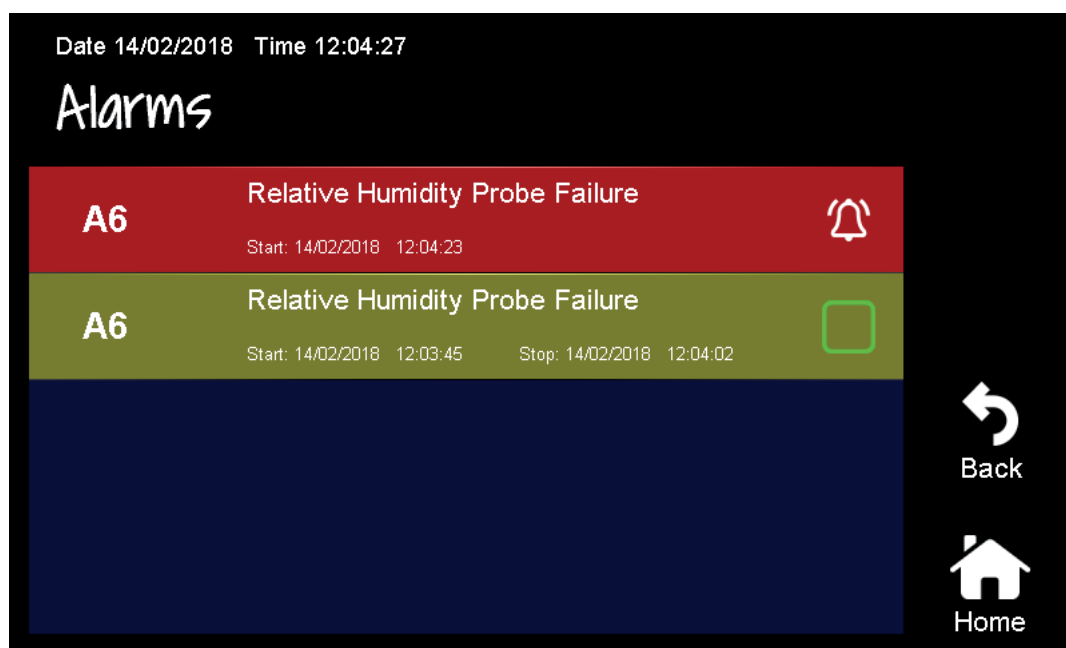 Date 14/02/2018 Time 12:04:27
Alarms
A6
Relative Humidity Probe Failure
Start: 14/02/2018 12:04:23
A6
Relative Humidity Probe Failure
Start: 14/02/2018 12:03:45 Stop: 14/02/2018 12:04:02
Back
Home